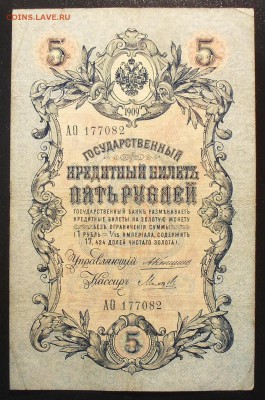 COINS.LAVE.RU
5 5
1909
АО 177082
ГОСУДАРСТВЕННЫЙ
КРЕДИТНЫЙ БИЛЕТЪ
ПЯТЬ РУБЛЕЙ
ГОСУДАРСТВЕННЫЙ БАНКЪ РАЗМѢНИВАЕТЪ
КРЕДИТНЫЕ БИЛЕТЫ НА ЗОЛОТУЮ МОНЕТУ
БЕЗЪ ОГРАНИЧЕНІЯ СУММЫ
(1 РУБЛЬ = 1/15 ИМПЕРІАЛА, СОДЕРЖИТЪ
17,424 ДОЛЕЙ ЧИСТАГО ЗОЛОТА).
Управляющій
Кассиръ
АО 177082
5 5